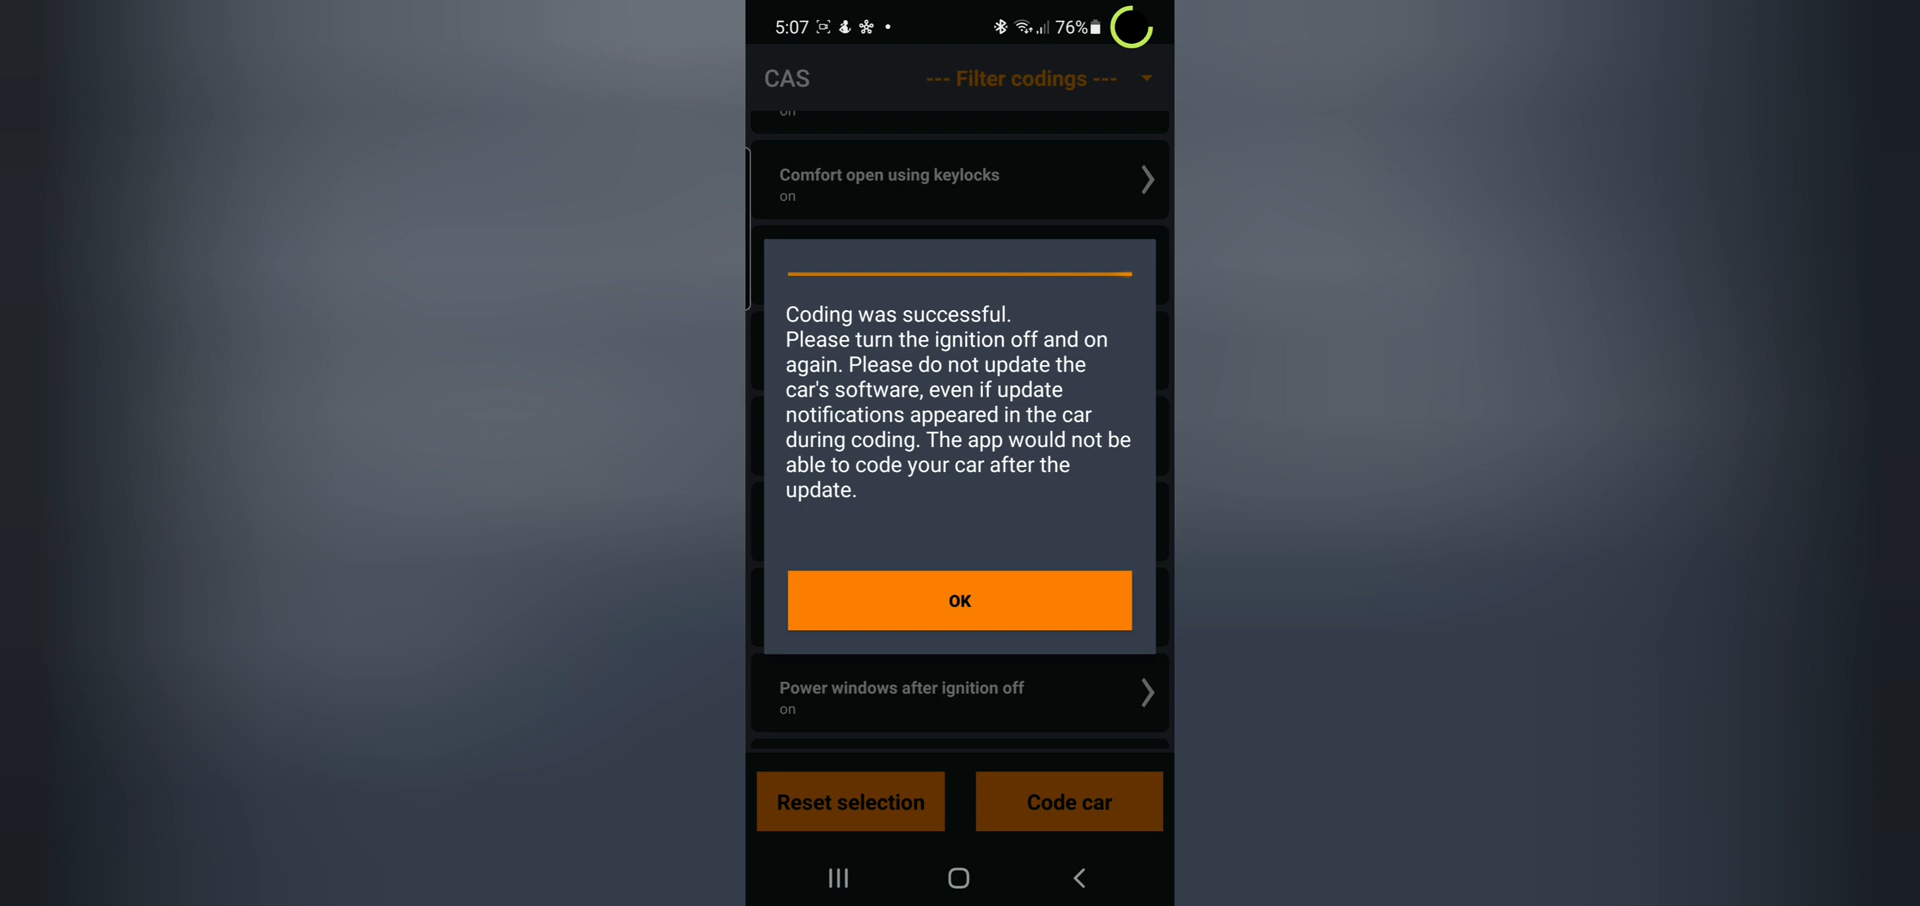 5:07 76%
CAS --- Filter codings ---
on
Comfort open using keylocks
on
Coding was successful.
Please turn the ignition off and on
again. Please do not update the
car's software, even if update
notifications appeared in the car
during coding. The app would not be
able to code your car after the
update.
OK
Power windows after ignition off
on
Reset selection Code car